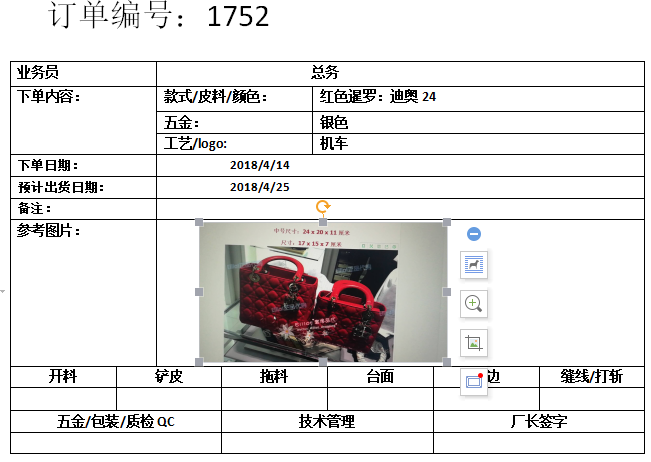 订单编号：1752
业务员 总务
下单内容： 款式/皮料/颜色： 红色暹罗：迪奥 24
五金： 银色
工艺/logo: 机车
下单日期： 2018/4/14
预计出货日期： 2018/4/25
备注：
参考图片：
中号尺寸：24 x 20 x 11 厘米
尺寸：17 x 15 x 7 厘米
开料 铲皮 拖料 台面 边 缝线/打斩
五金/包装/质检 QC 技术管理 厂长签字